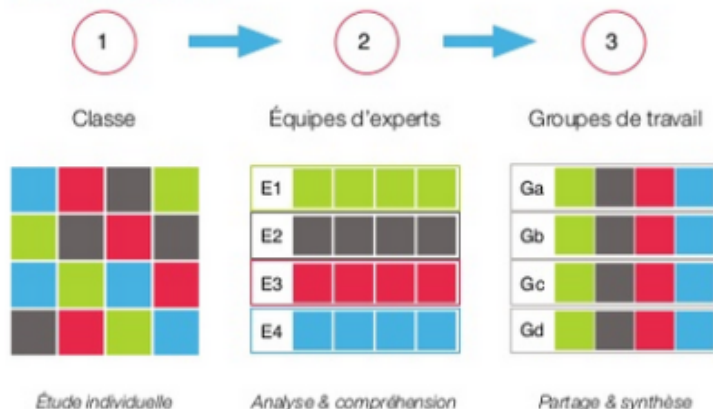 1
2
3
Classe
Équipes d'experts
Groupes de travail
E1
E2
E3
E4
Ga
Gb
Gc
Gd
Étude individuelle
Analyse & compréhension
Partage & synthèse